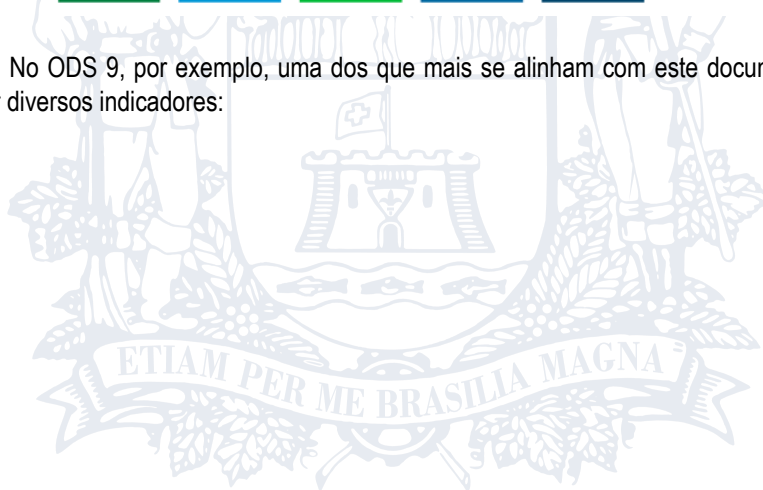 No ODS 9, por exemplo, uma dos que mais se alinham com este
diversos indicadores:
ETIAM PER ME BRASILIA MAGNA